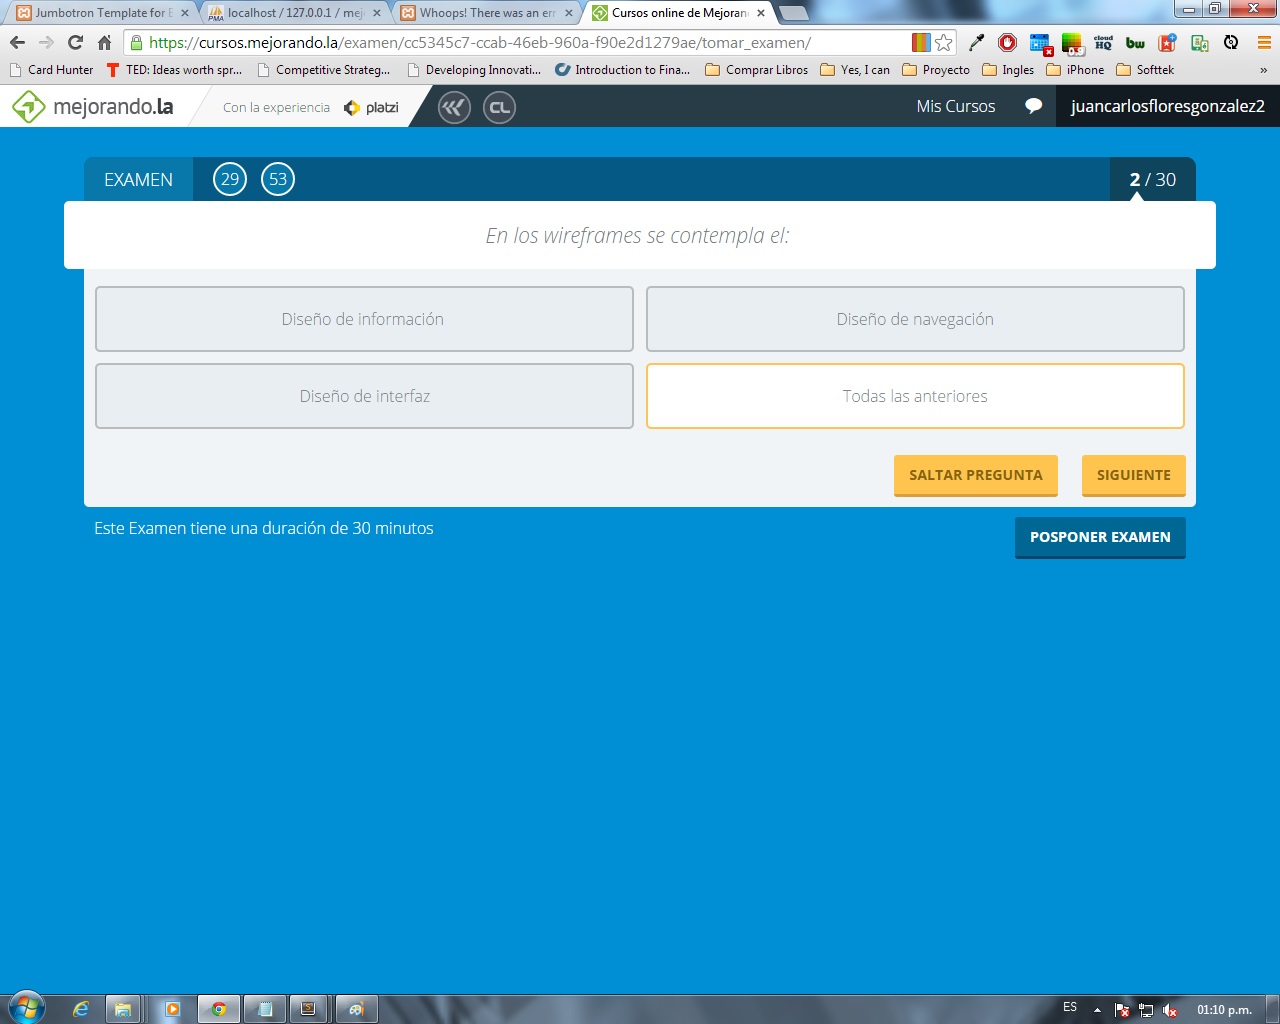 Jumbotron Template for B
localhost / 127.0.0.1 / mej
Whoops! There was an err
Cursos online de Mejoran
https://cursos.mejorando.la/examen/cc5345c7-ccab-46eb-960a-f90e2d1279ae/tomar_examen/
Card Hunter
TED: Ideas worth spr...
Competitive Strateg...
Developing Innovati...
Introduction to Fina...
Comprar Libros
Yes, I can
Proyecto
Ingles
iPhone
Softtek
»
mejorando.la
Con la experiencia
platzi
CL
Mis Cursos
juancarlosfloresgonzalez2
EXAMEN
29
53
2 / 30
En los wireframes se contempla el:
Diseño de información
Diseño de navegación
Diseño de interfaz
Todas las anteriores
SALTAR PREGUNTA
SIGUIENTE
Este Examen tiene una duración de 30 minutos
POSPONER EXAMEN
ES
01:10 p.m.